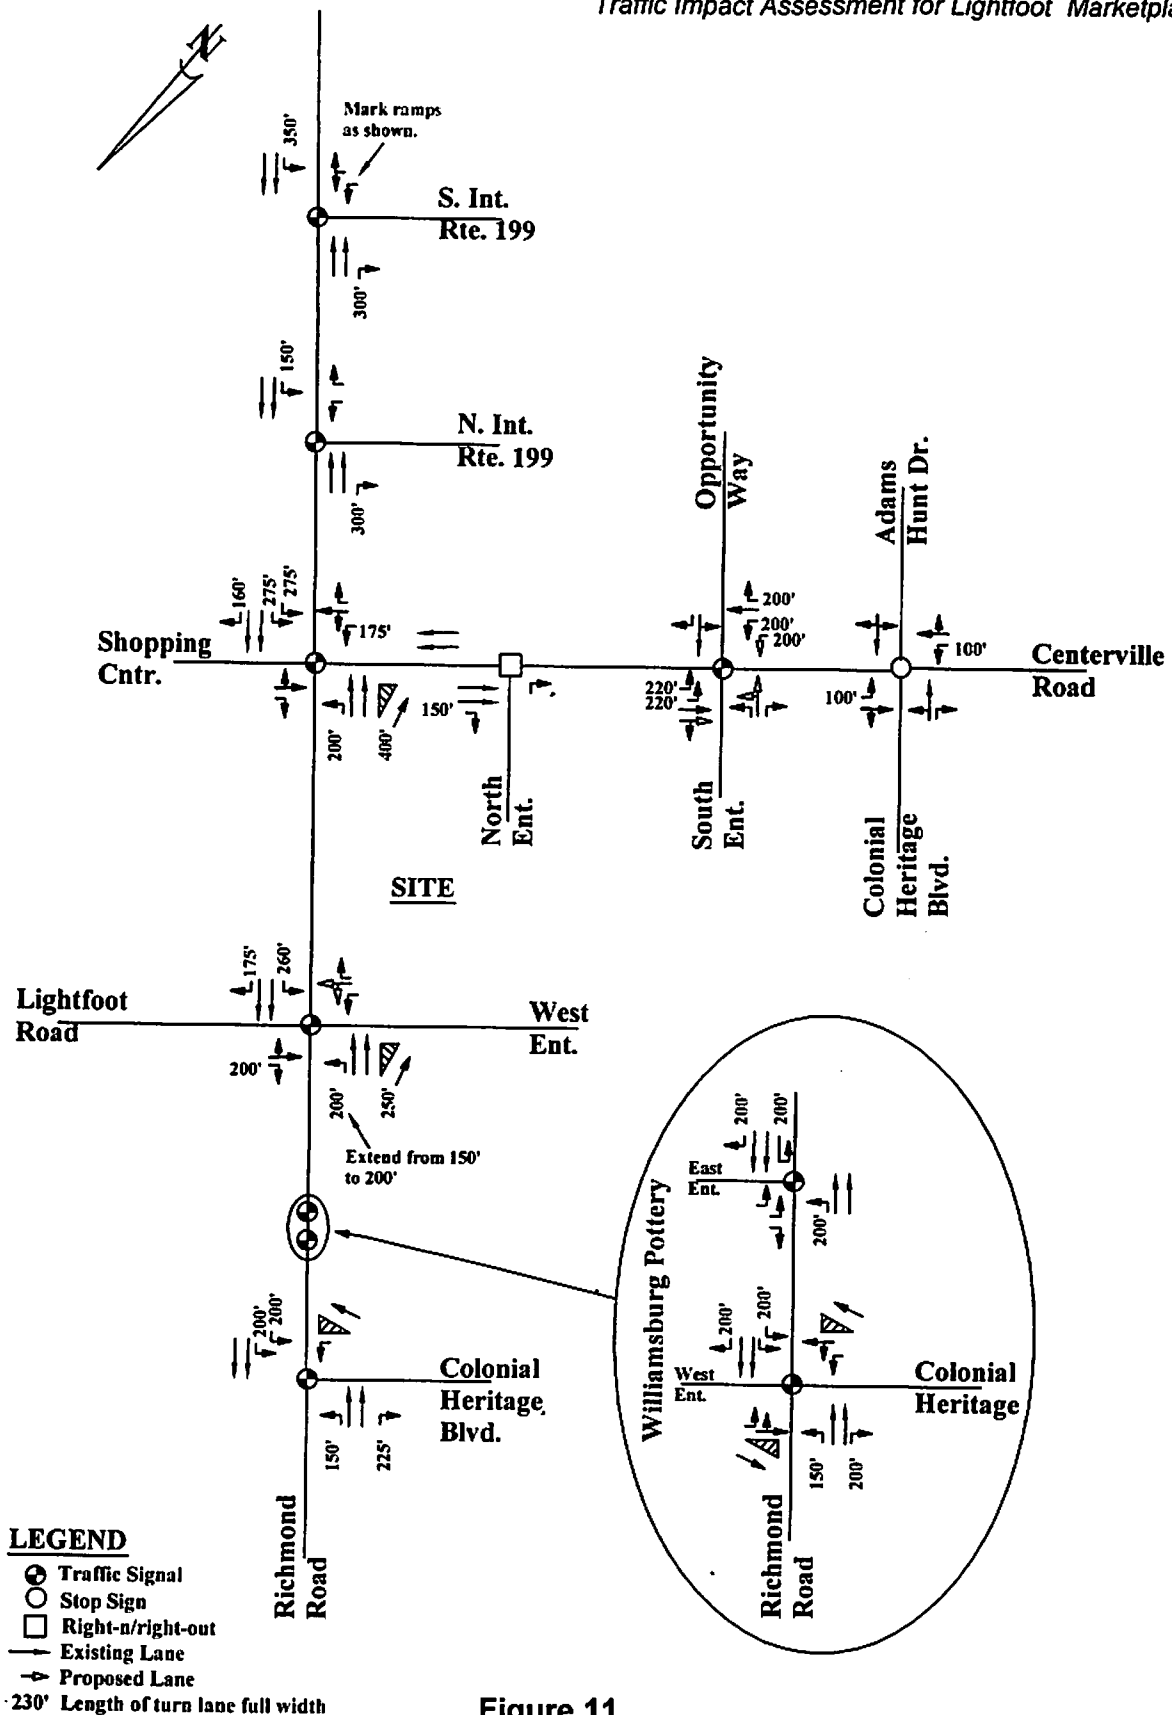 Traffic Impact Assessment for Lightfoot Marketpla
N
Mark ramps
as shown.
350'
S. Int.
Rte. 199
300'
150'
N. Int.
Rte. 199
300'
Opportunity
Way
Adams
Hunt Dr.
160'
275'
275'
175'
Shopping
Cntr.
200'
400'
150'
North
Ent.
200'
200'
200'
220'
220'
South
Ent.
100'
100'
Centerville
Road
Colonial
Heritage
Blvd.
SITE
175'
260'
Lightfoot
Road
West
Ent.
200'
200'
250'
Extend from 150'
to 200'
200'
200'
Colonial
Heritage
Blvd.
150'
225'
Richmond
Road
Williamsburg Pottery
200'
200'
East
Ent.
200'
200'
200'
West
Ent.
Colonial
Heritage
150'
200'
Richmond
Road
LEGEND
Traffic Signal
Stop Sign
Right-n/right-out
Existing Lane
Proposed Lane
230' Length of turn lane full width
Figure 11